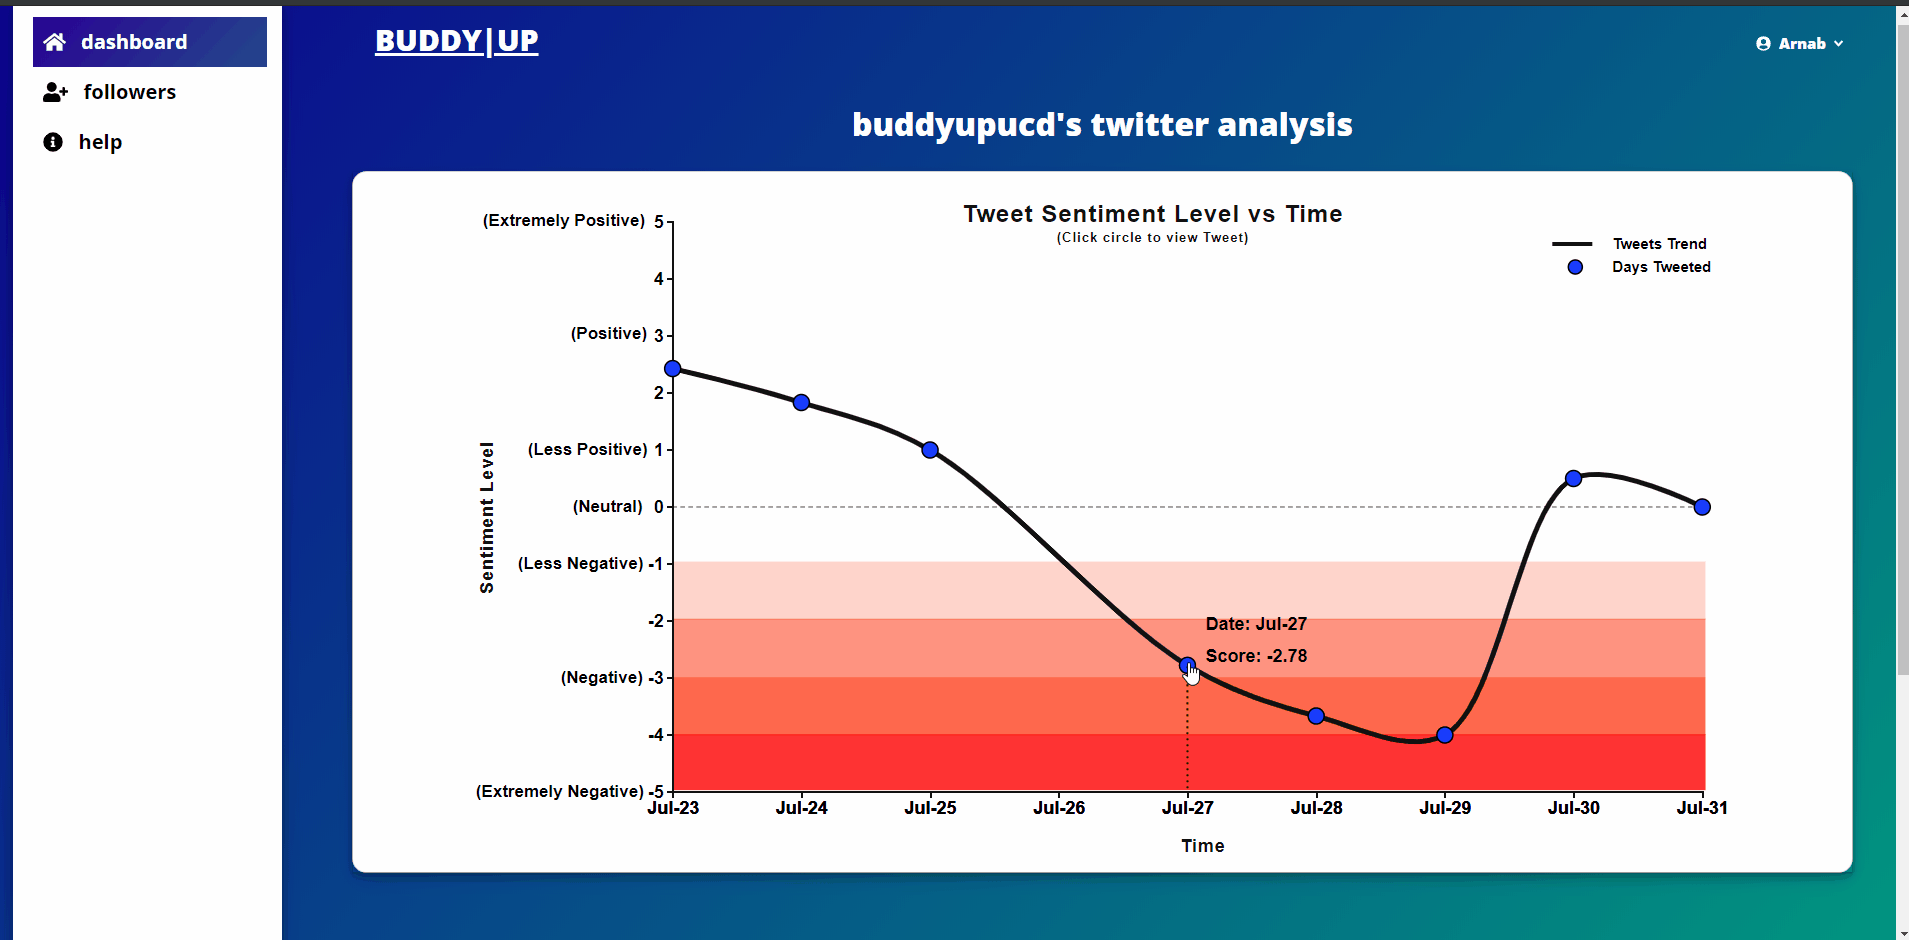 dashboard
followers
help
BUDDY|UP
Arnab
buddyupucd's twitter analysis
Tweet Sentiment Level vs Time
(Click circle to view Tweet)
Tweets Trend
Days Tweeted
(Extremely Positive) 5
4
(Positive) 3
2
(Less Positive) 1
(Neutral) 0
(Less Negative) -1
-2
(Negative) -3
-4
(Extremely Negative) -5
Sentiment Level
Date: Jul-27
Score: -2.78
Jul-23 Jul-24 Jul-25 Jul-26 Jul-27 Jul-28 Jul-29 Jul-30 Jul-31
Time